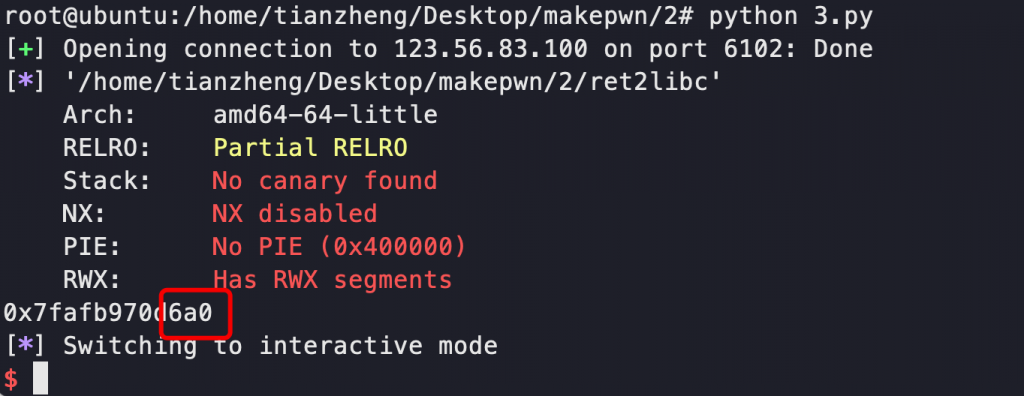 root@ubuntu:/home/tianzheng/Desktop/makepwn/2# python 3.py
[+] Opening connection to 123.56.83.100 on port 6102: Done
[*] '/home/tianzheng/Desktop/makepwn/2/ret2libc'
    Arch:     amd64-64-little
    RELRO:    Partial RELRO
    Stack:    No canary found
    NX:       NX disabled
    PIE:      No PIE (0x400000)
    RWX:      Has RWX segments
0x7fafb970d6a0
[*] Switching to interactive mode
$